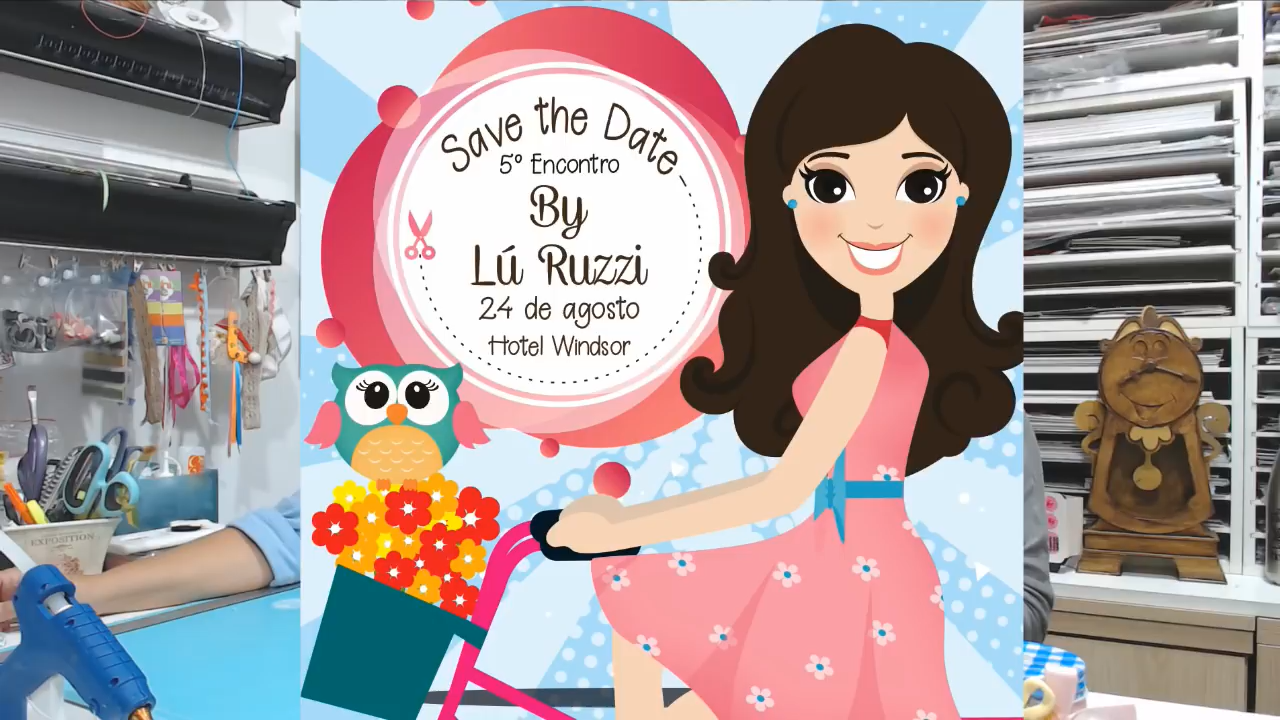 Save the Date
5º Encontro
By
Lú Ruzzi
24 de agosto
Hotel Windsor
EXPOSITION